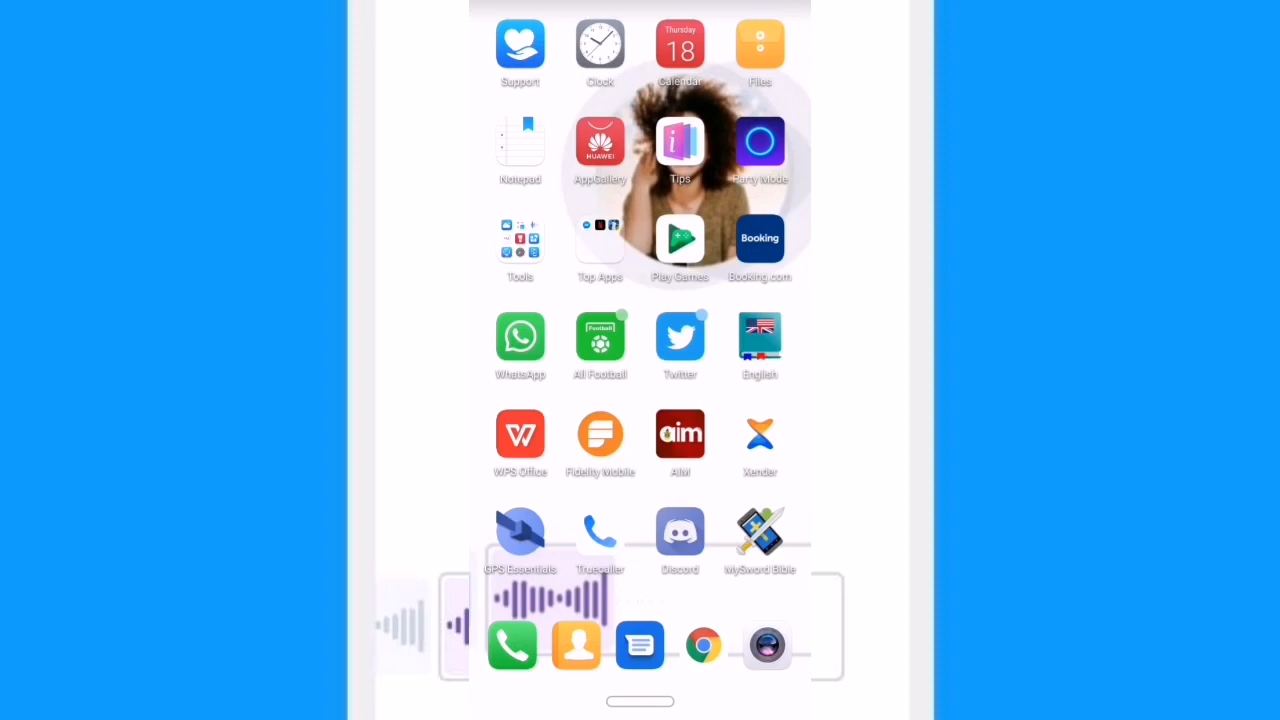 Thursday
18
Support
Clock
Calendar
Files
HUAWEI
Notepad
AppGallery
Tips
Party Mode
Booking
Tools
Top Apps
Play Games
Booking.com
Football
WhatsApp
All Football
Twitter
English
aim
WPS Office
Fidelity Mobile
AIM
Xender
GPS Essentials
Truecaller
Discord
MySword Bible